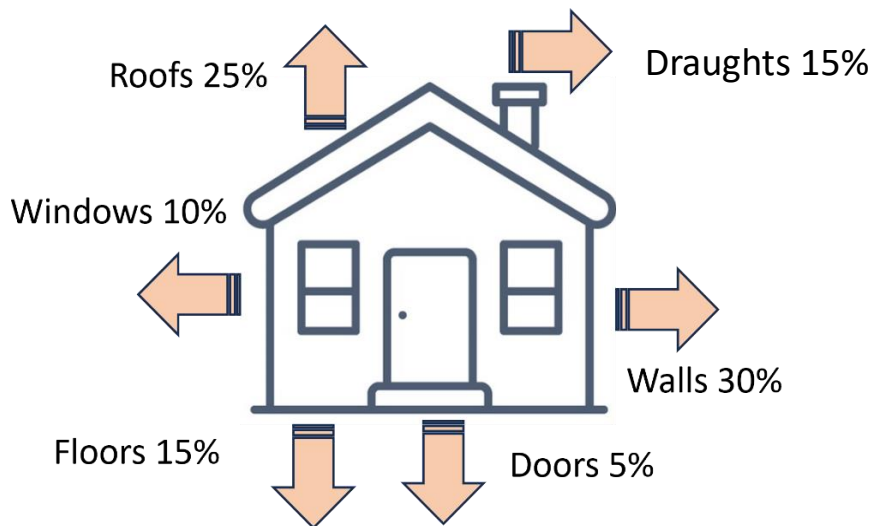 Roofs 25%
Draughts 15%
Windows 10%
Walls 30%
Floors 15%
Doors 5%